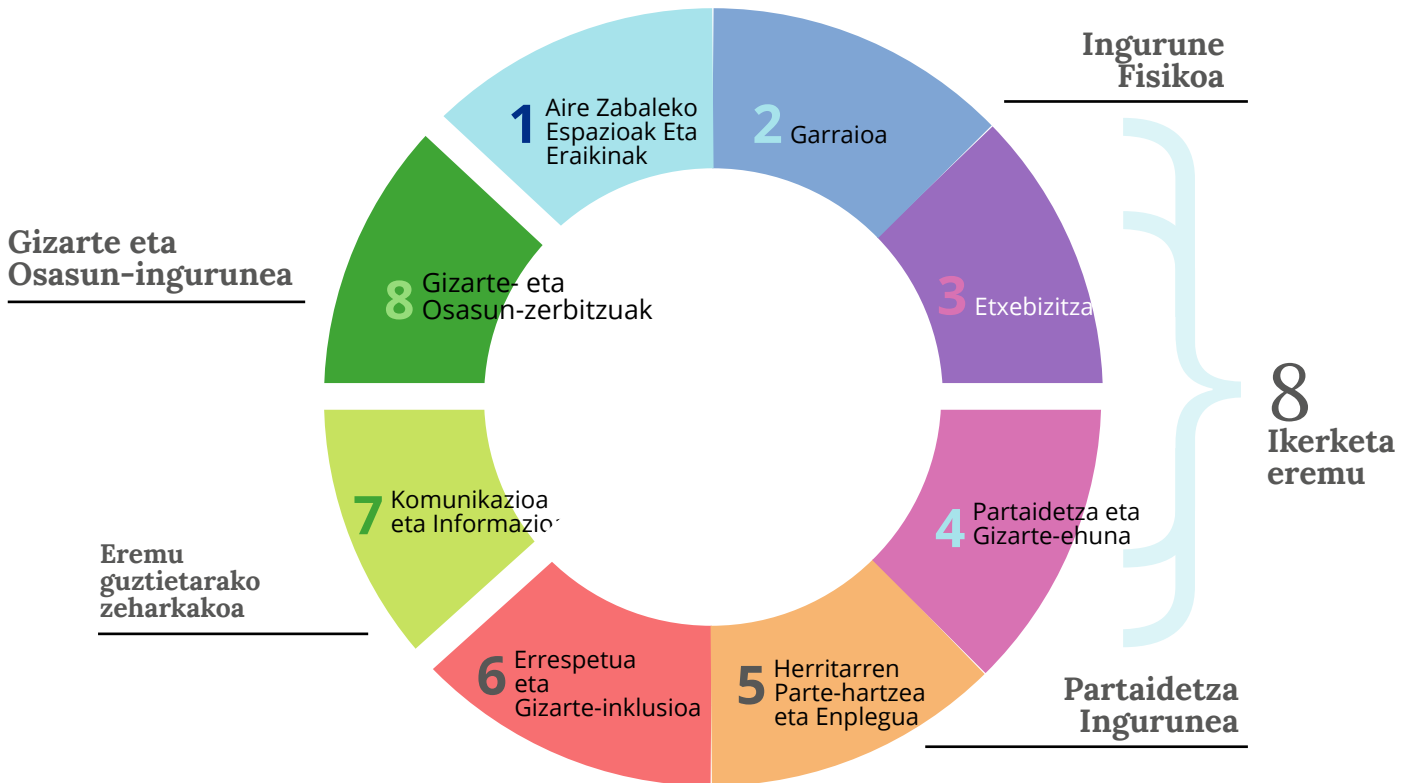 Ingurune
Fisikoa
1
Aire Zabaleko
Espazioak Eta
Eraikinak
2
Garraioa
3
Etxebizitza
Gizarte eta
Osasun-ingurunea
8
Gizarte- eta
Osasun-zerbitzuak
8
Ikerketa
eremu
7
Komunikazioa
eta Informazioa
4
Partaidetza eta
Gizarte-ehuna
Eremu
guztietarako
zeharkakoa
6
Errespetua
eta
Gizarte-inklusioa
5
Herritarren
Parte-hartzea
eta Enplegua
Partaidetza
Ingurunea